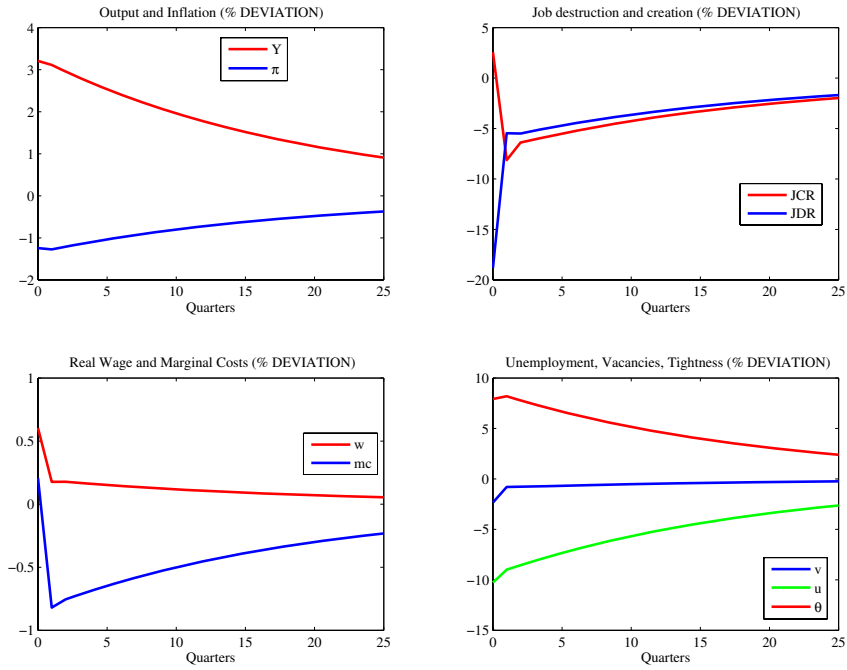 Output and Inflation (% DEVIATION)
4
3
2
1
0
−1
−2
0 5 10 15 20 25
Quarters
Y
π
Job destruction and creation (% DEVIATION)
5
0
−5
−10
−15
−20
0 5 10 15 20 25
Quarters
JCR
JDR
Real Wage and Marginal Costs (% DEVIATION)
1
0.5
0
−0.5
−1
0 5 10 15 20 25
Quarters
w
mc
Unemployment, Vacancies, Tightness (% DEVIATION)
10
5
0
−5
−10
−15
0 5 10 15 20 25
Quarters
v
u
θ